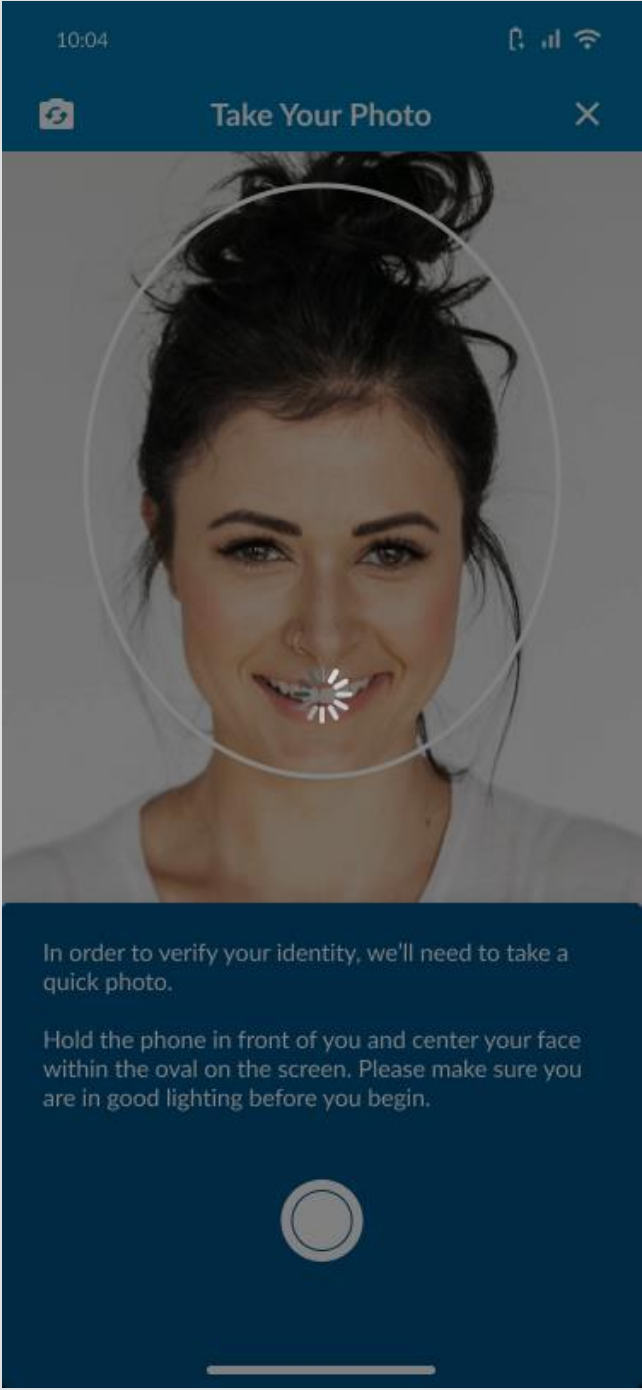 10:04
Take Your Photo
In order to verify your identity, we'll need to take a
quick photo.
Hold the phone in front of you and center your face
within the oval on the screen. Please make sure you
are in good lighting before you begin.